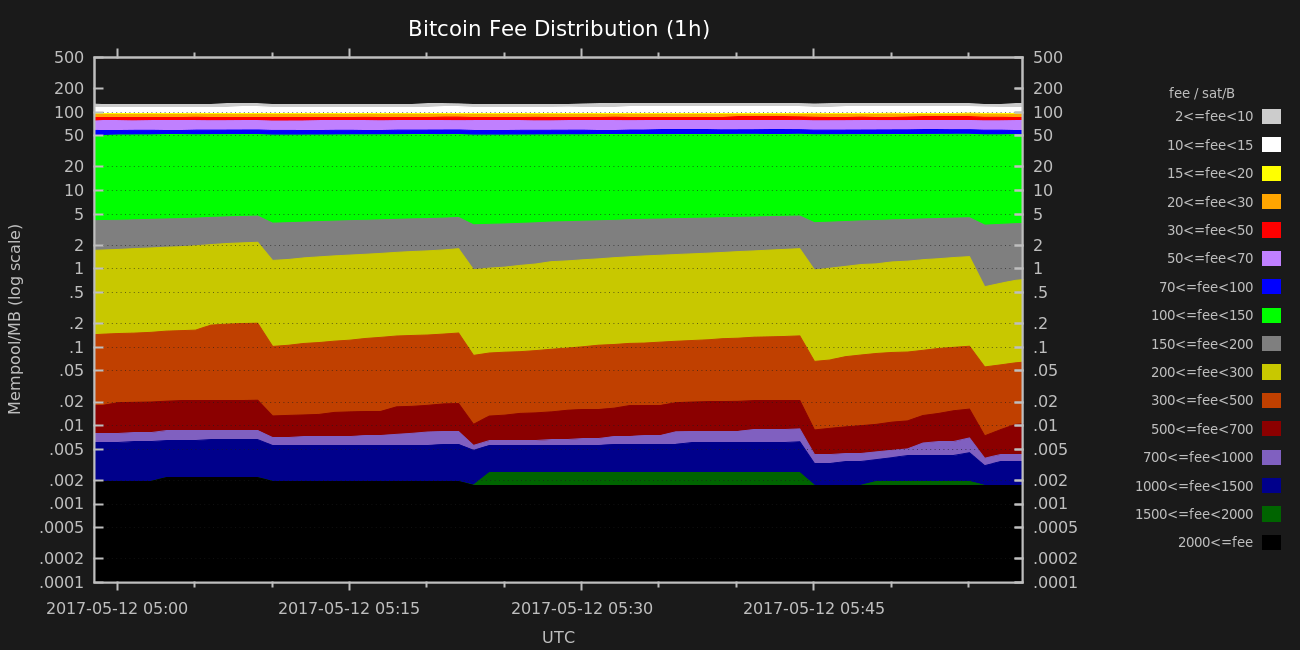 Bitcoin Fee Distribution (1h)
Mempool/MB (log scale)
500
200
100
50
20
10
5
2
1
.5
.2
.1
.05
.02
.01
.005
.002
.001
.0005
.0002
.0001
500
200
100
50
20
10
5
2
1
.5
.2
.1
.05
.02
.01
.005
.002
.001
.0005
.0002
.0001
2017-05-12 05:00 2017-05-12 05:15 2017-05-12 05:30 2017-05-12 05:45
UTC
fee / sat/B
2<=fee<10
10<=fee<15
15<=fee<20
20<=fee<30
30<=fee<50
50<=fee<70
70<=fee<100
100<=fee<150
150<=fee<200
200<=fee<300
300<=fee<500
500<=fee<700
700<=fee<1000
1000<=fee<1500
1500<=fee<2000
2000<=fee